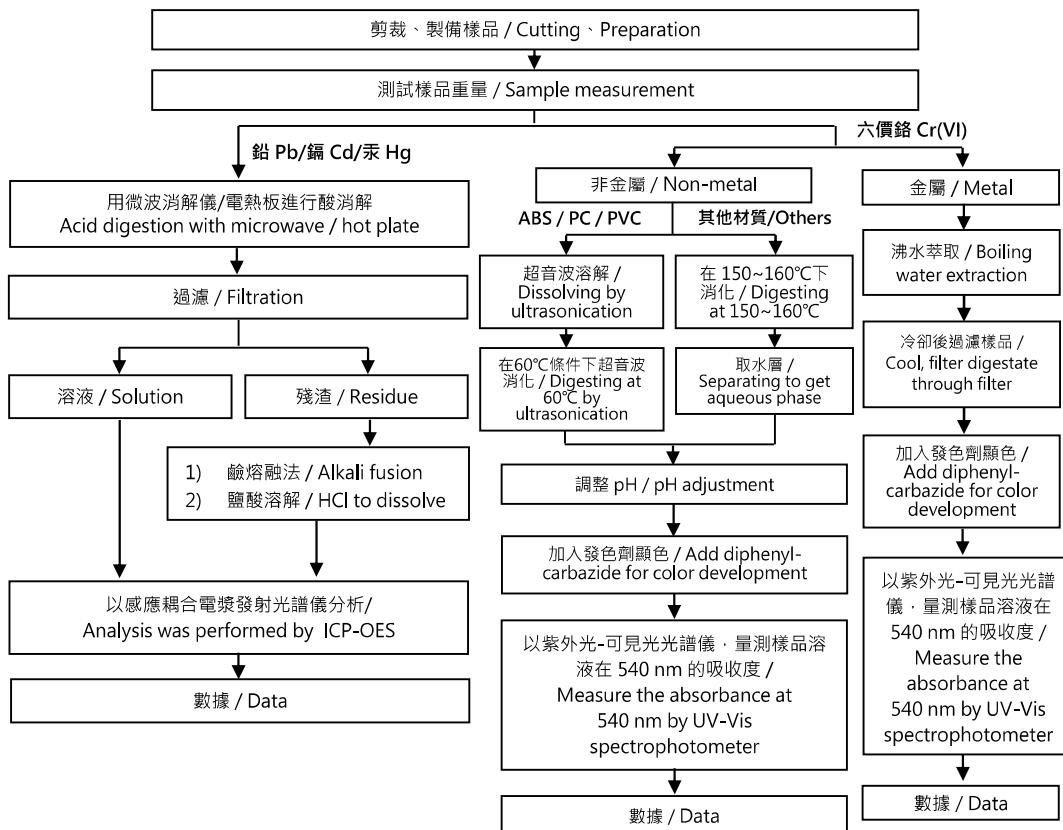 剪裁、製備樣品 / Cutting、Preparation
測試樣品重量 / Sample measurement
鉛 Pb/鎘 Cd/汞 Hg
六價鉻 Cr(VI)
用微波消解儀/電熱板進行酸消解
Acid digestion with microwave / hot plate
過濾 / Filtration
溶液 / Solution
殘渣 / Residue
1) 鹼熔融法 / Alkali fusion
2) 鹽酸溶解 / HCl to dissolve
以感應耦合電漿發射光譜儀分析/
Analysis was performed by ICP-OES
數據 / Data
非金屬 / Non-metal
ABS / PC / PVC
其他材質/Others
超音波溶解 /
Dissolving by
ultrasonication
在 150~160℃下
消化 / Digesting
at 150~160℃
在60℃條件下超音波
消化 / Digesting at
60℃ by
ultrasonication
取水層 /
Separating to get
aqueous phase
調整 pH / pH adjustment
加入發色劑顯色 / Add diphenyl-
carbazide for color development
以紫外光-可見光光譜儀，量測樣品溶
液在 540 nm 的吸收度 /
Measure the absorbance at
540 nm by UV-Vis
spectrophotometer
數據 / Data
金屬 / Metal
沸水萃取 / Boiling
water extraction
冷卻後過濾樣品 /
Cool, filter digestate
through filter
加入發色劑顯色 /
Add diphenyl-
carbazide for color
development
以紫外光-可見光光譜
儀，量測樣品溶液在
540 nm 的吸收度 /
Measure the
absorbance at
540 nm by UV-Vis
spectrophotometer
數據 / Data